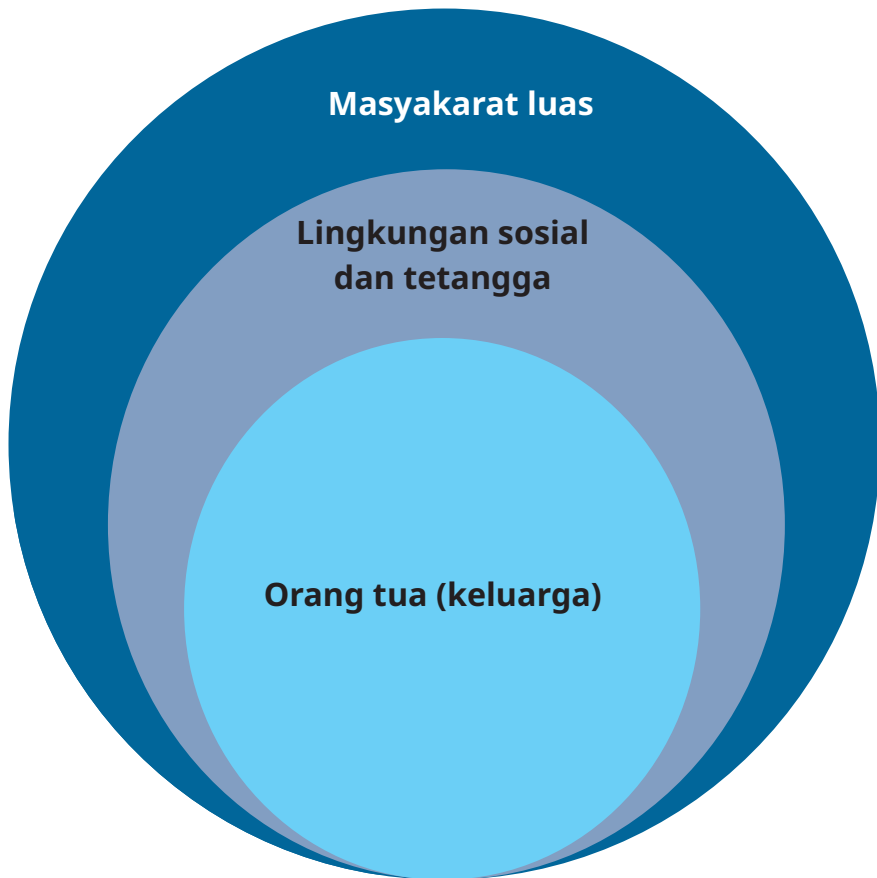 Masyakarat luas
Lingkungan sosial
dan tetangga
Orang tua (keluarga)